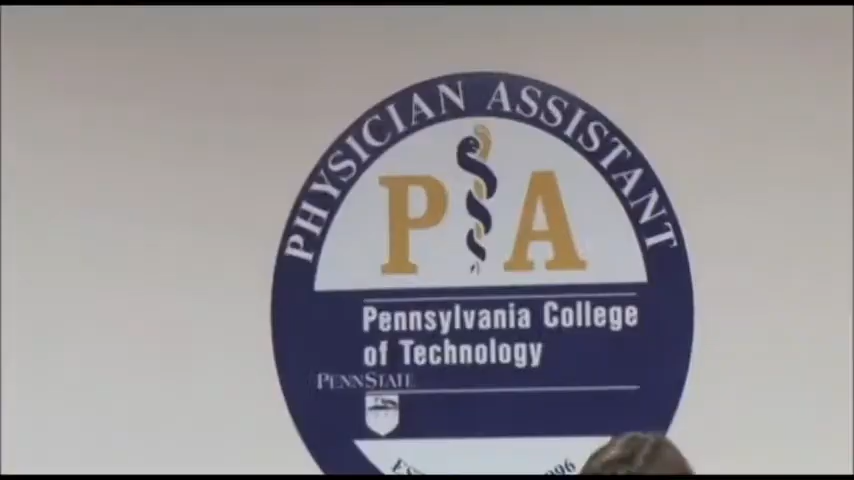 PHYSICIAN ASSISTANT
P A
Pennsylvania College
of Technology
PENNSTATE